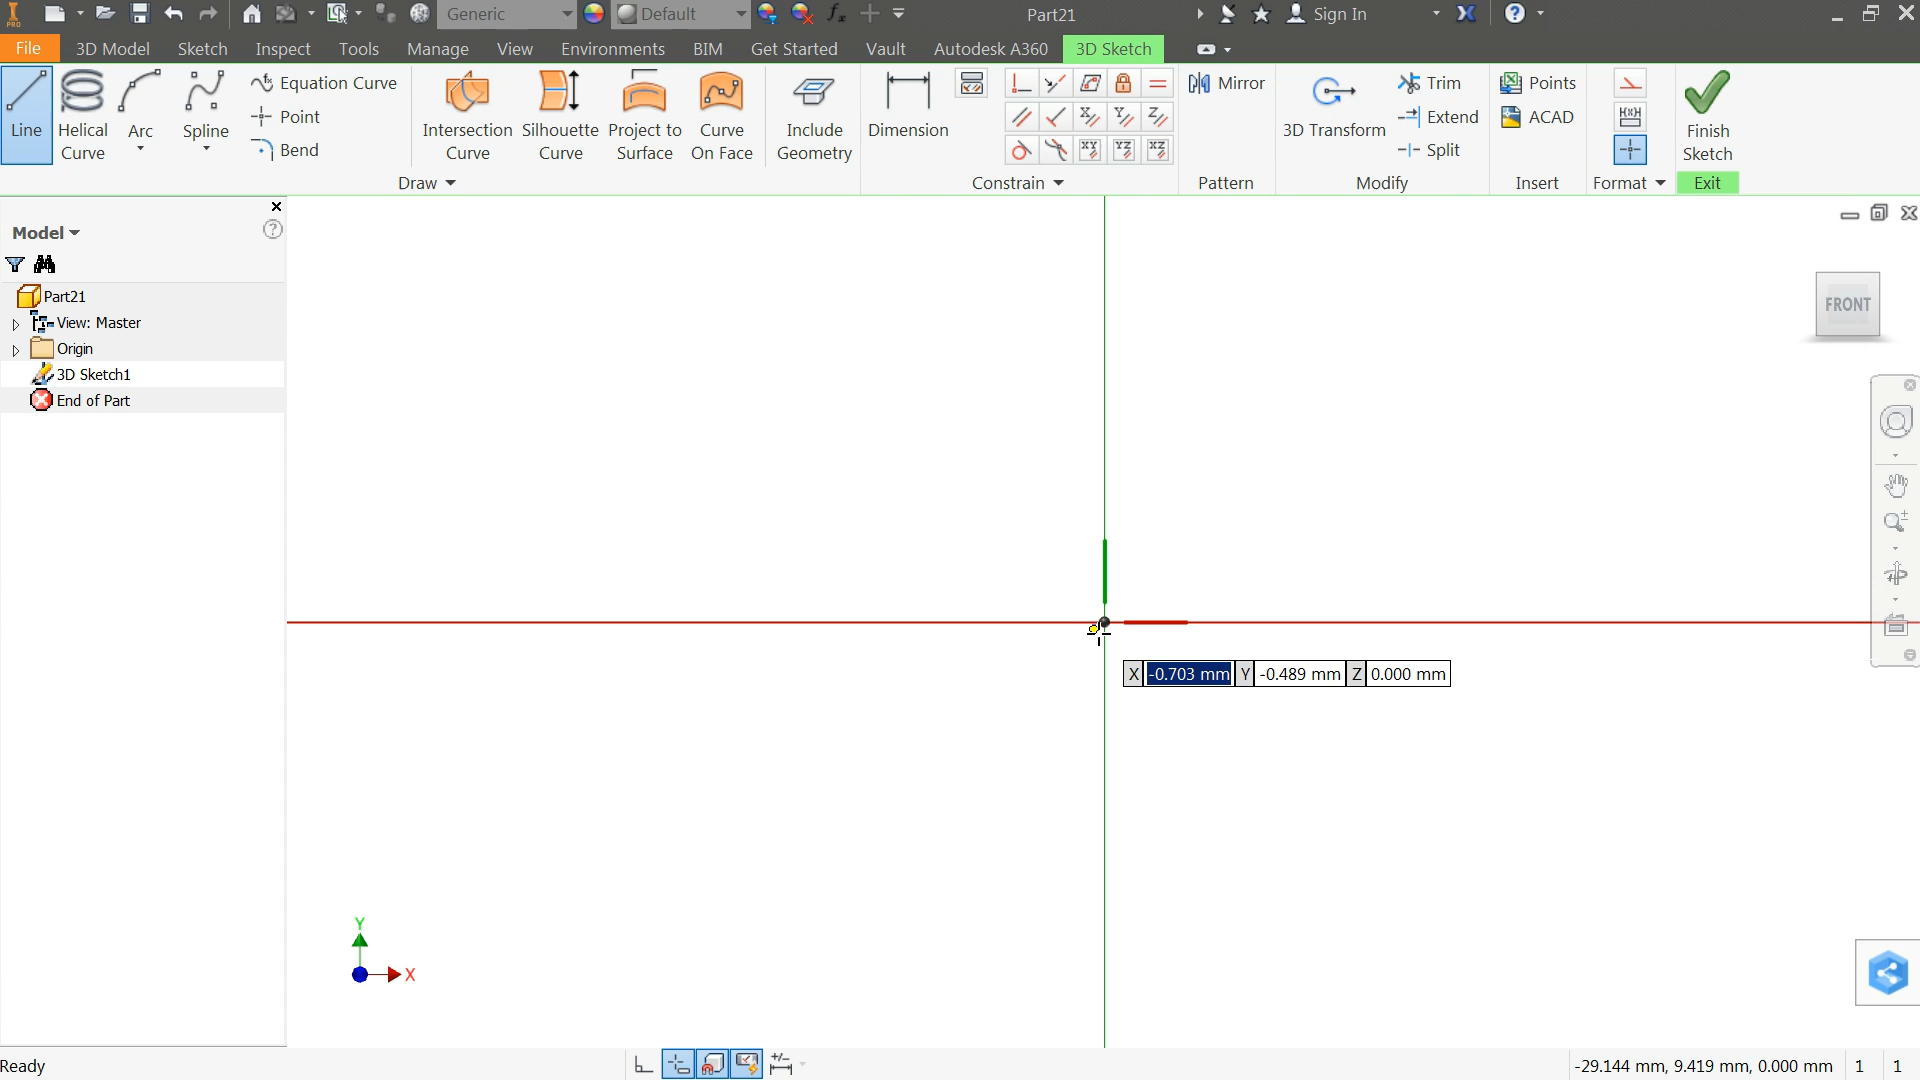 PRO
Generic
Default
Part21
Sign In
File
3D Model
Sketch
Inspect
Tools
Manage
View
Environments
BIM
Get Started
Vault
Autodesk A360
3D Sketch
Line
Helical Curve
Arc
Spline
Equation Curve
Point
Bend
Intersection Curve
Silhouette Curve
Project to Surface
Curve On Face
Include Geometry
Dimension
Mirror
3D Transform
Trim
Extend
Split
Points
ACAD
Finish Sketch
Draw
Constrain
Pattern
Modify
Insert
Format
Exit
Model
Part21
View: Master
Origin
3D Sketch1
End of Part
FRONT
X -0.703 mm Y -0.489 mm Z 0.000 mm
Y
X
Ready
-29.144 mm, 9.419 mm, 0.000 mm 1 1